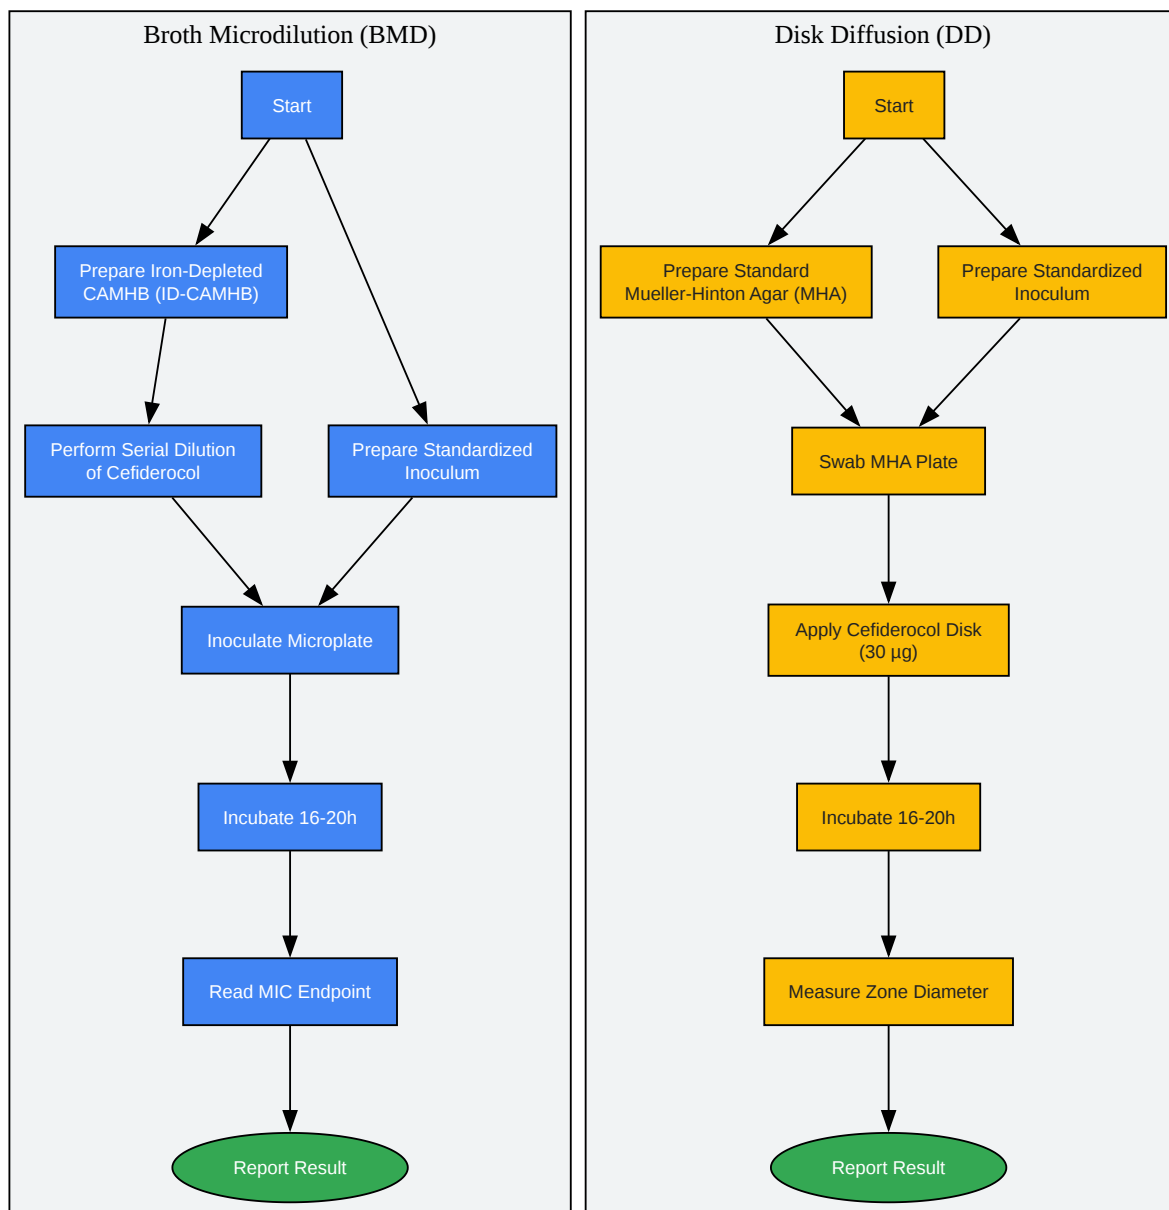 Broth Microdilution (BMD)
Start
Prepare Iron-Depleted
CAMHB (ID-CAMHB)
Perform Serial Dilution
of Cefiderocol
Prepare Standardized
Inoculum
Inoculate Microplate
Incubate 16-20h
Read MIC Endpoint
Report Result
Disk Diffusion (DD)
Start
Prepare Standard
Mueller-Hinton Agar (MHA)
Prepare Standardized
Inoculum
Swab MHA Plate
Apply Cefiderocol Disk
(30 µg)
Incubate 16-20h
Measure Zone Diameter
Report Result